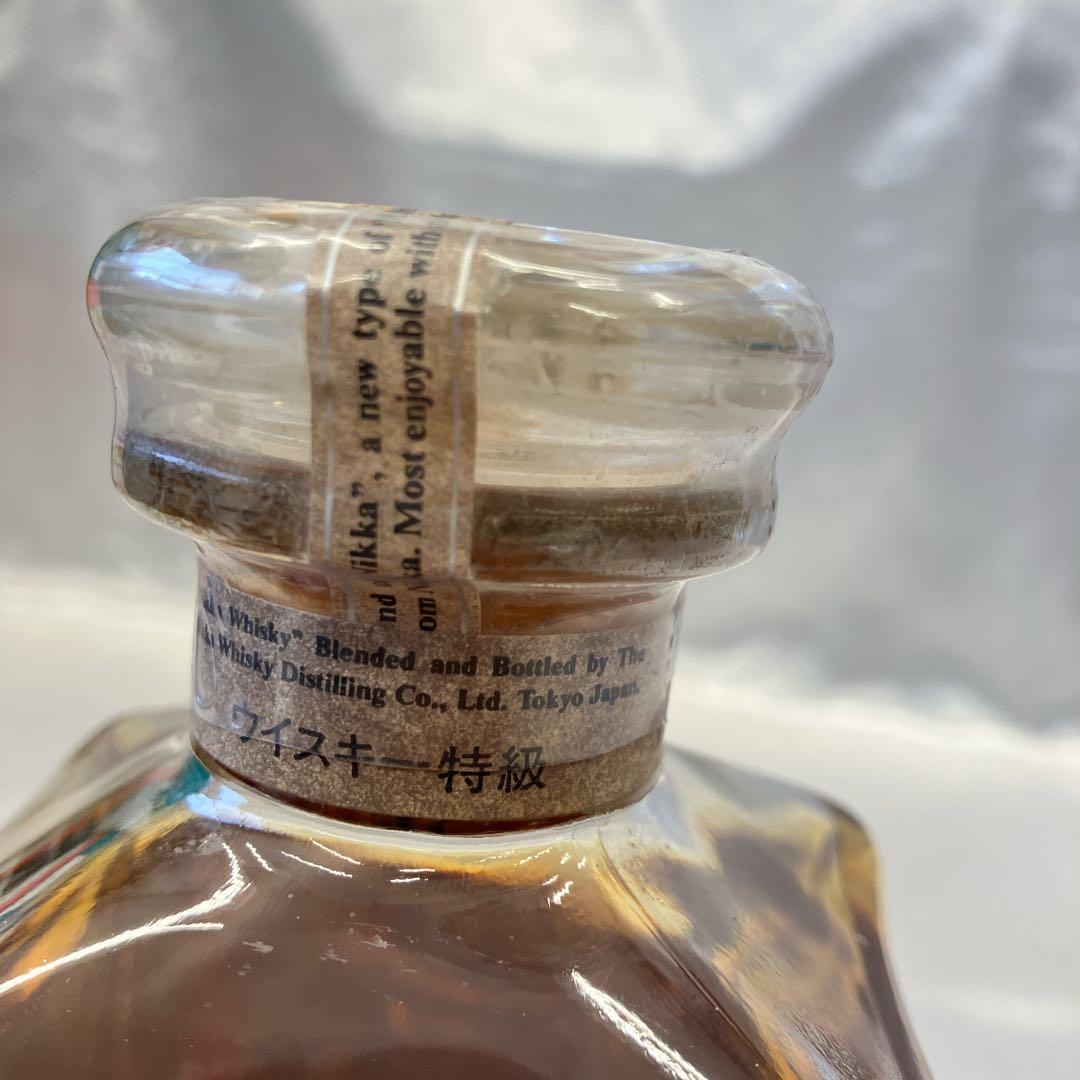 , a new type of
Most enjoyable with
Whisky” Blended and Bottled by The
Whisky Distilling Co., Ltd. Tokyo Japan.
ウイスキー特級